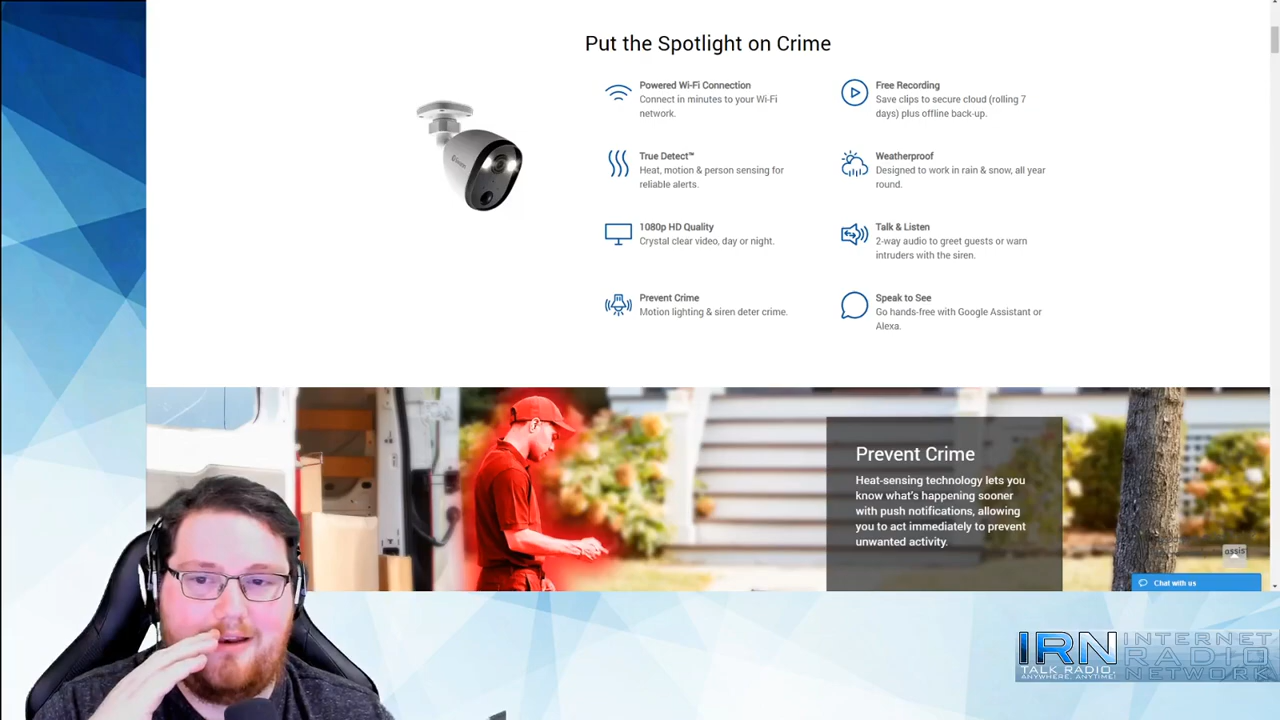 Put the Spotlight on Crime
Powered Wi-Fi Connection
Connect in minutes to your Wi-Fi
network.
Free Recording
Save clips to secure cloud (rolling 7
days) plus offline back-up.
True Detect™
Heat, motion & person sensing for
reliable alerts.
Weatherproof
Designed to work in rain & snow, all year
round.
1080p HD Quality
Crystal clear video, day or night.
Talk & Listen
2-way audio to greet guests or warn
intruders with the siren.
Prevent Crime
Motion lighting & siren deter crime.
Speak to See
Go hands-free with Google Assistant or
Alexa.
Prevent Crime
Heat-sensing technology lets you
know what's happening sooner
with push notifications, allowing
you to act immediately to prevent
unwanted activity.
assis
Chat with us
IRN INTERNET
RADIO
NETWORK
TALK RADIO.
ANYWHERE, ANYTIME!